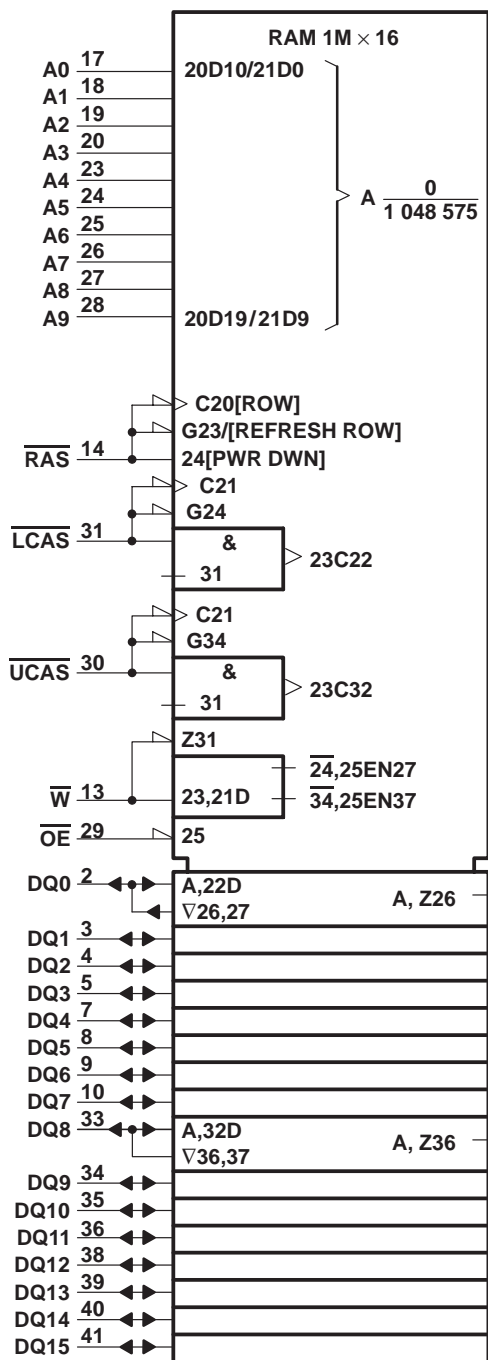 RAM 1M × 16
A0 17 20D10/21D0
A1 18
A2 19
A3 20
A4 23
A5 24
A 0
1 048 575
A6 25
A7 26
A8 27
A9 28 20D19/21D9
C20[ROW]
G23/[REFRESH ROW]
RAS 14 24[PWR DWN]
C21
G24
LCAS 31
&
31
23C22
C21
G34
UCAS 30
&
31
23C32
Z31
24,25EN27
W 13 23,21D 34,25EN37
OE 29 25
DQ0 2 A,22D A, Z26
∇26,27
DQ1 3
DQ2 4
DQ3 5
DQ4 7
DQ5 8
DQ6 9
DQ7 10
DQ8 33 A,32D A, Z36
∇36,37
DQ9 34
DQ10 35
DQ11 36
DQ12 38
DQ13 39
DQ14 40
DQ15 41